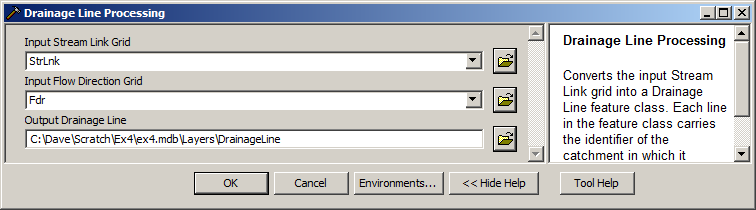 Drainage Line Processing
Input Stream Link Grid
StrLnk
Input Flow Direction Grid
Fdr
Output Drainage Line
C:\Dave\Scratch\Ex4\ex4.mdb\Layers\DrainageLine
Drainage Line Processing
Converts the input Stream
Link grid into a Drainage
Line feature class. Each line
in the feature class carries
the identifier of the
catchment in which it
OK
Cancel
Environments...
<< Hide Help
Tool Help